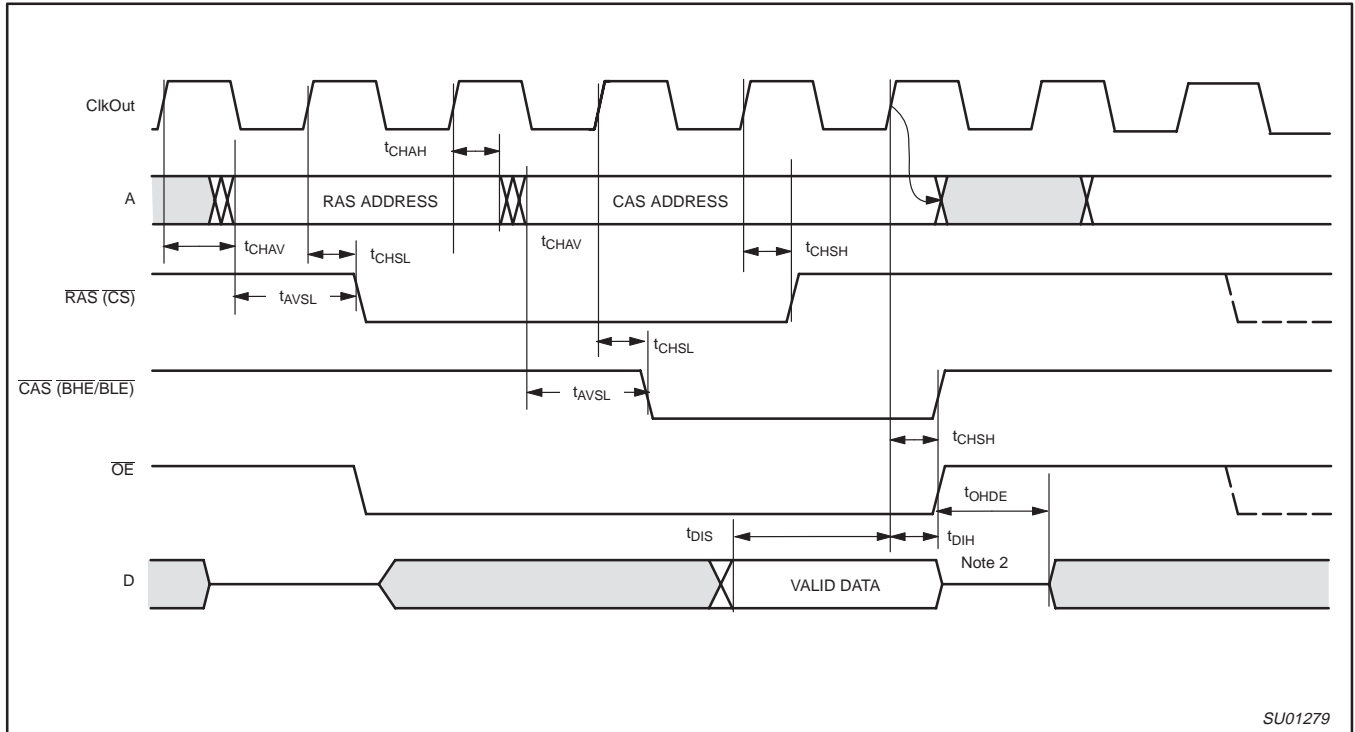 ClkOut
tCHAH
A
RAS ADDRESS
CAS ADDRESS
tCHAV
tCHSL
tCHAV
tCHSH
RAS (CS)
tAVSL
tCHSL
CAS (BHE/BLE)
tAVSL
tCHSH
OE
tOHDE
tDIS
tDIH
Note 2
D
VALID DATA
SU01279